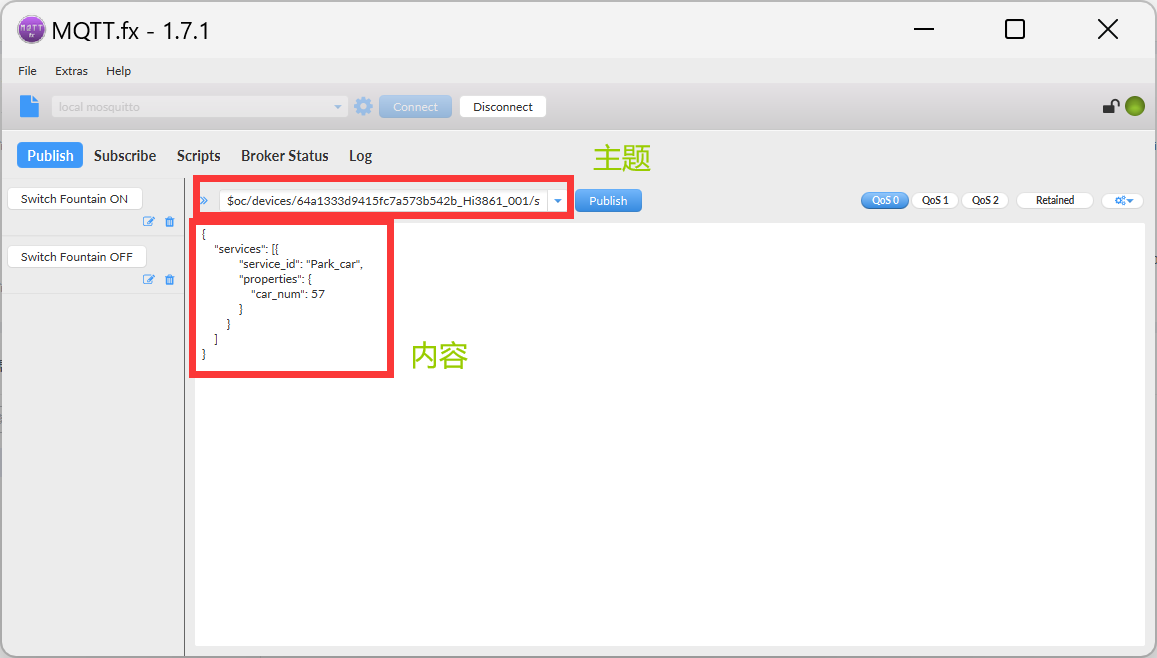 MQTT.fx - 1.7.1
File Extras Help
local mosquitto Connect Disconnect
Publish Subscribe Scripts Broker Status Log
主题
Switch Fountain ON
$oc/devices/64a1333d9415fc7a573b542b_Hi3861_001/s Publish QoS 0 QoS 1 QoS 2 Retained
Switch Fountain OFF
{
"services": [{
"service_id": "Park_car",
"properties": {
"car_num": 57
}
}
]
}
内容